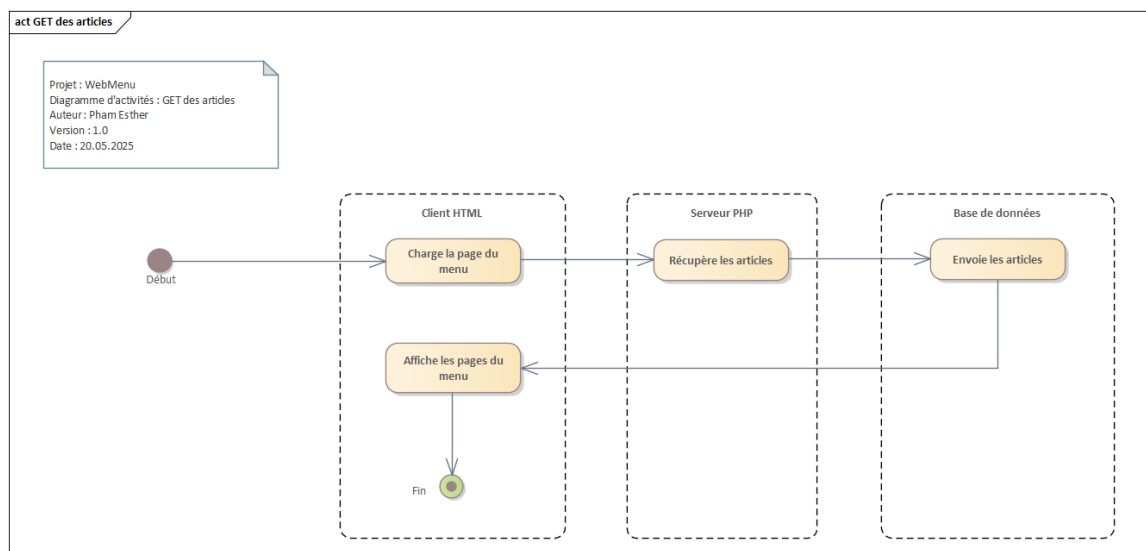 act GET des articles
Projet : WebMenu
Diagramme d'activités : GET des articles
Auteur : Pham Esther
Version : 1.0
Date : 20.05.2025
Client HTML
Serveur PHP
Base de données
Début
Charge la page du
menu
Récupère les articles
Envoie les articles
Affiche les pages du
menu
Fin